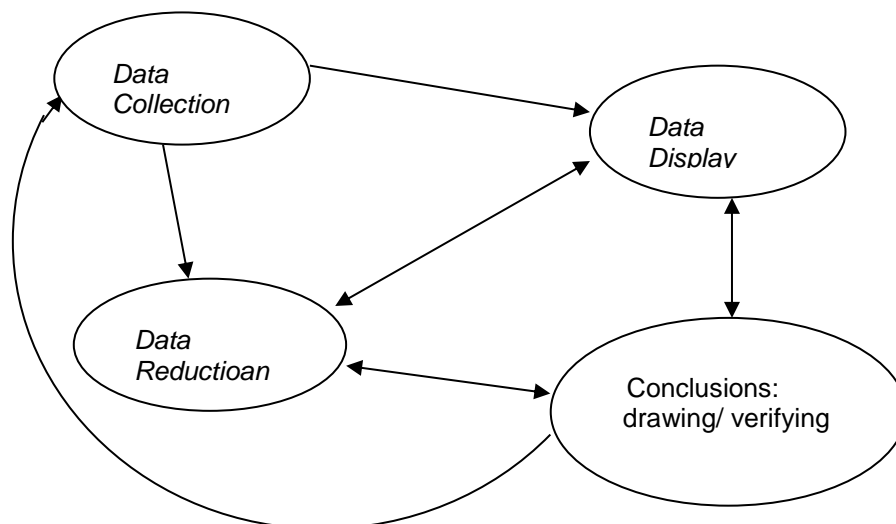 Data
Collection
Data
Display
Data
Reductioan
Conclusions:
drawing/ verifying